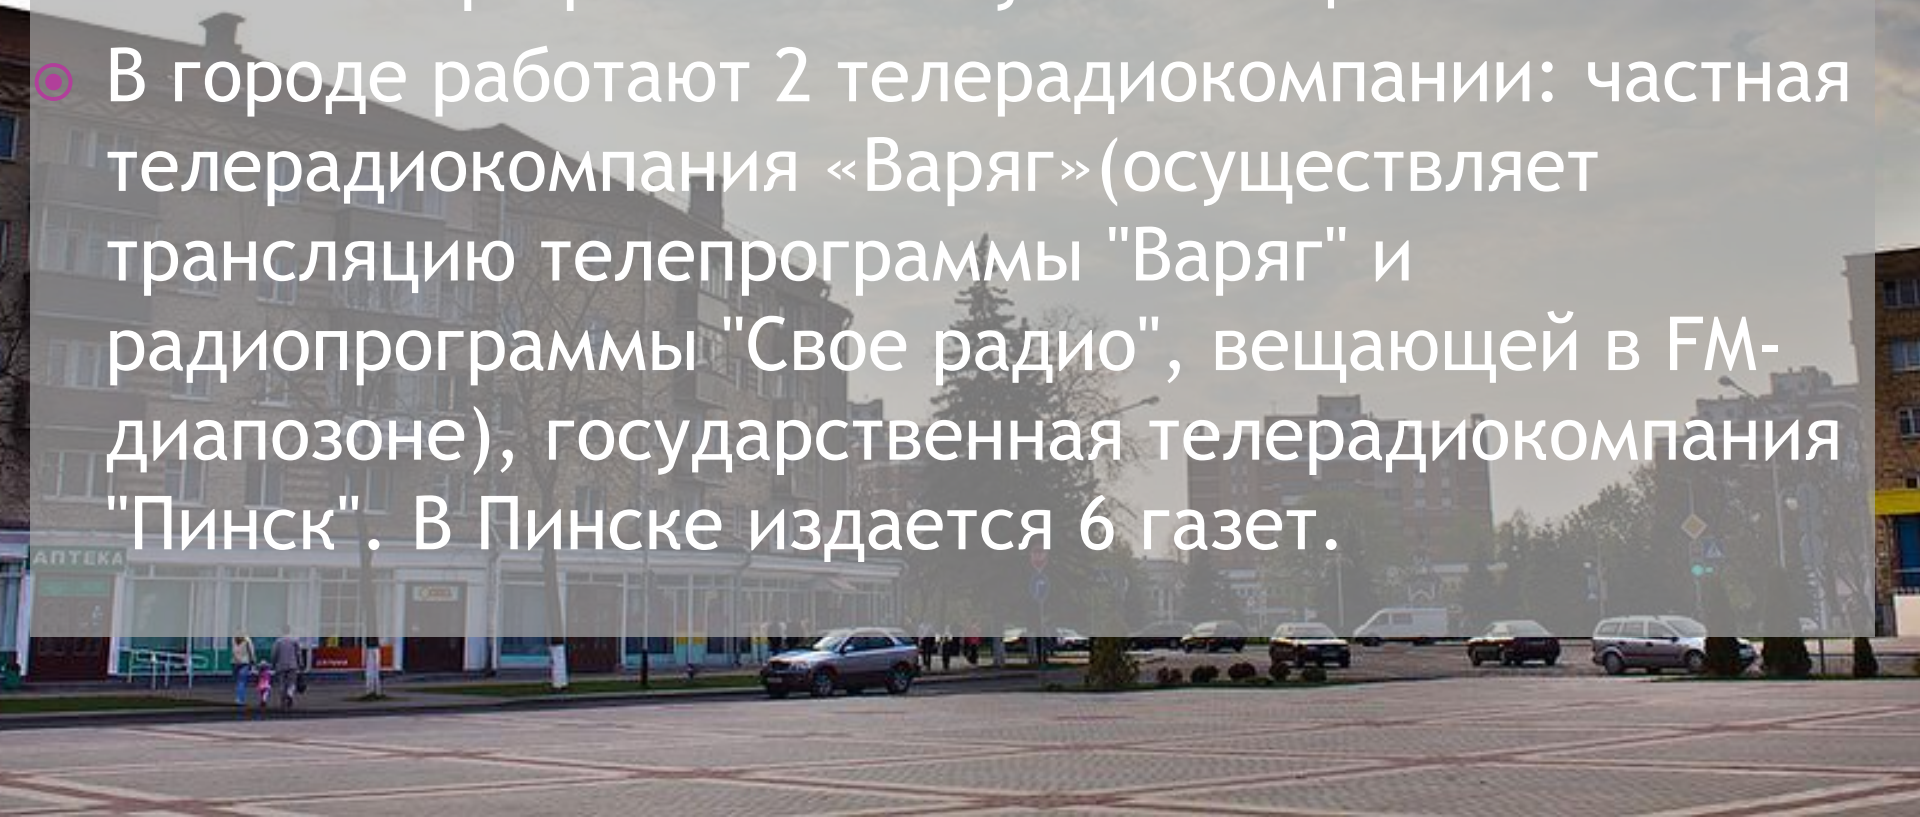 В городе работают 2 телерадиокомпании: частная
телерадиокомпания «Варяг»(осуществляет
трансляцию телепрограммы "Варяг" и
радиопрограммы "Свое радио", вещающей в FM-
диапозоне), государственная телерадиокомпания
"Пинск". В Пинске издается 6 газет.
АПТЕКА